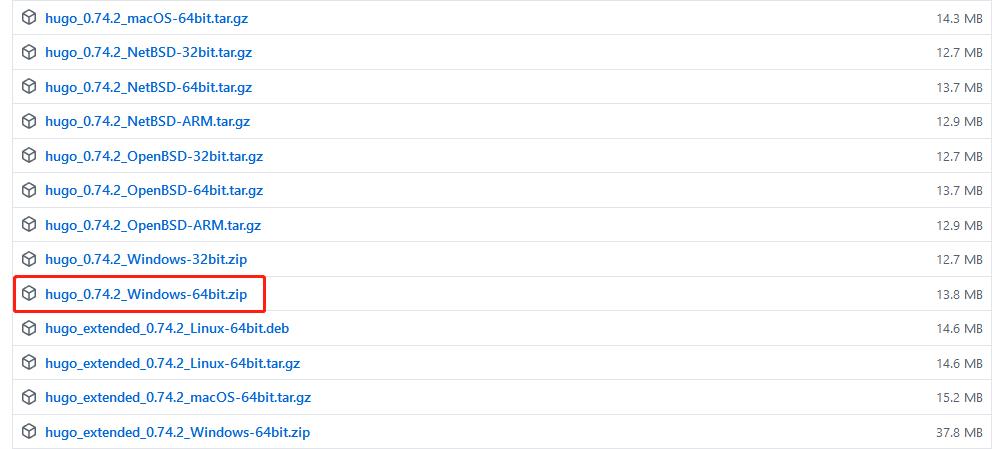 hugo_0.74.2_macOS-64bit.tar.gz 14.3 MB
hugo_0.74.2_NetBSD-32bit.tar.gz 12.7 MB
hugo_0.74.2_NetBSD-64bit.tar.gz 13.7 MB
hugo_0.74.2_NetBSD-ARM.tar.gz 12.9 MB
hugo_0.74.2_OpenBSD-32bit.tar.gz 12.7 MB
hugo_0.74.2_OpenBSD-64bit.tar.gz 13.7 MB
hugo_0.74.2_OpenBSD-ARM.tar.gz 12.9 MB
hugo_0.74.2_Windows-32bit.zip 12.7 MB
hugo_0.74.2_Windows-64bit.zip 13.8 MB
hugo_extended_0.74.2_Linux-64bit.deb 14.6 MB
hugo_extended_0.74.2_Linux-64bit.tar.gz 14.6 MB
hugo_extended_0.74.2_macOS-64bit.tar.gz 15.2 MB
hugo_extended_0.74.2_Windows-64bit.zip 37.8 MB